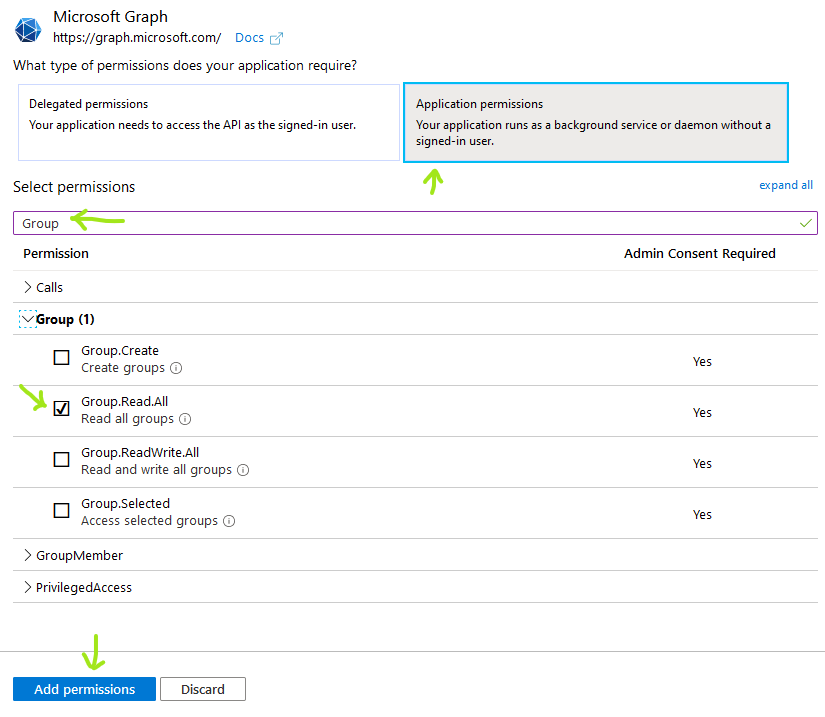 Microsoft Graph
https://graph.microsoft.com/ Docs
What type of permissions does your application require?
Delegated permissions
Your application needs to access the API as the signed-in user.
Application permissions
Your application runs as a background service or daemon without a
signed-in user.
Select permissions
expand all
Group
Permission
Admin Consent Required
Calls
Group (1)
Group.Create
Create groups
Yes
Group.Read.All
Read all groups
Yes
Group.ReadWrite.All
Read and write all groups
Yes
Group.Selected
Access selected groups
Yes
GroupMember
PrivilegedAccess
Add permissions
Discard